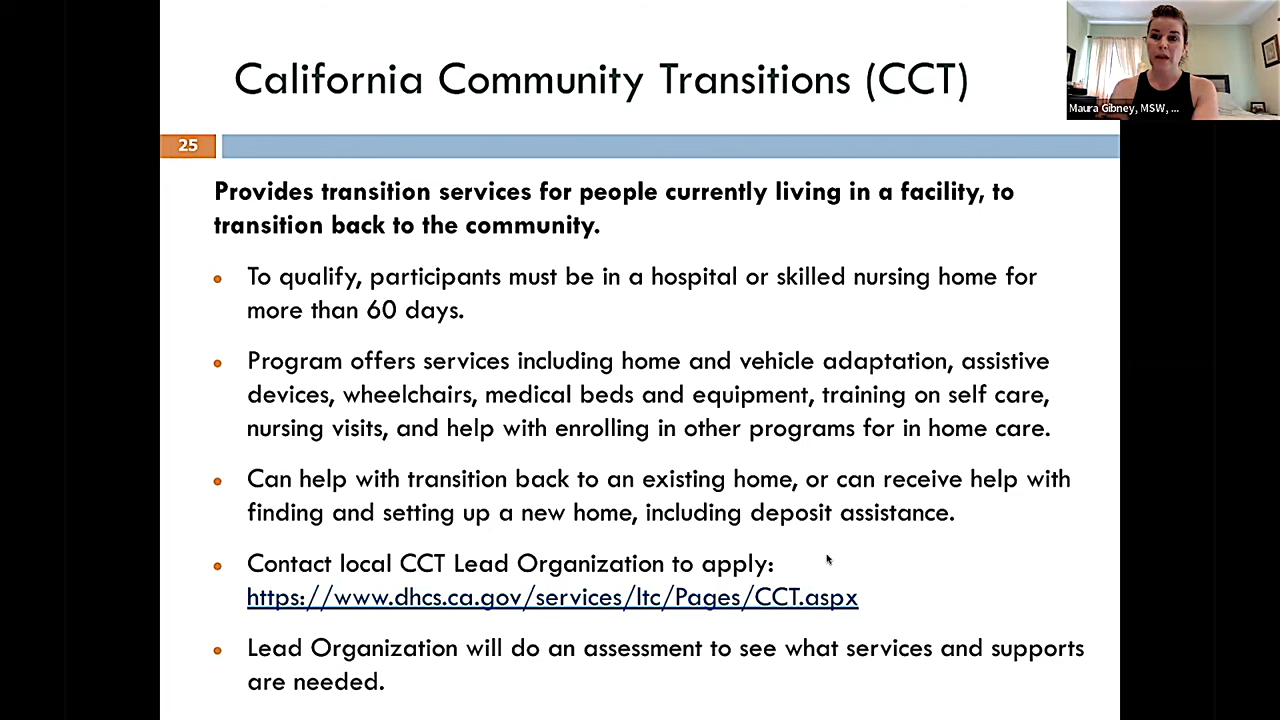 California Community Transitions (CCT)
Maura Gibney, MSW, ...
25
Provides transition services for people currently living in a facility, to
transition back to the community.
To qualify, participants must be in a hospital or skilled nursing home for
more than 60 days.
Program offers services including home and vehicle adaptation, assistive
devices, wheelchairs, medical beds and equipment, training on self care,
nursing visits, and help with enrolling in other programs for in home care.
Can help with transition back to an existing home, or can receive help with
finding and setting up a new home, including deposit assistance.
Contact local CCT Lead Organization to apply:
https://www.dhcs.ca.gov/services/ltc/Pages/CCT.aspx
Lead Organization will do an assessment to see what services and supports
are needed.